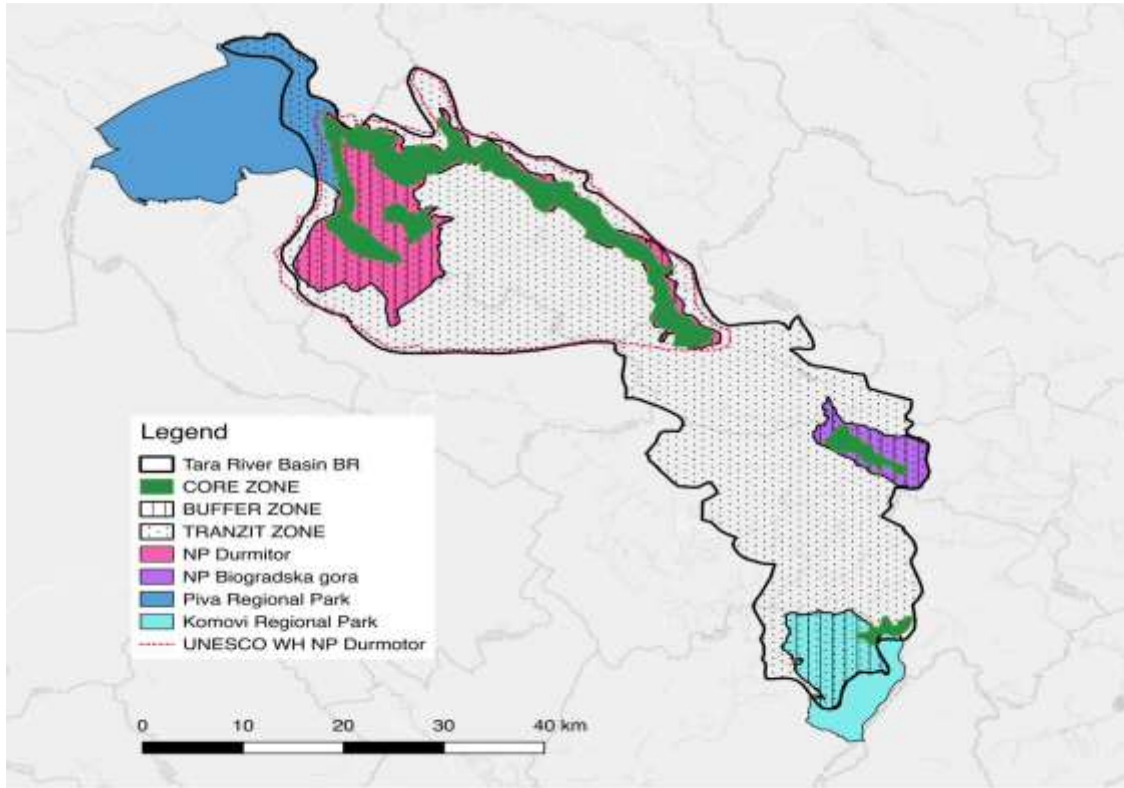 Legend
Tara River Basin BR
CORE ZONE
BUFFER ZONE
TRANZIT ZONE
NP Durmitor
NP Biogradska gora
Piva Regional Park
Komovi Regional Park
UNESCO WH NP Durmotor
0 10 20 30 40 km